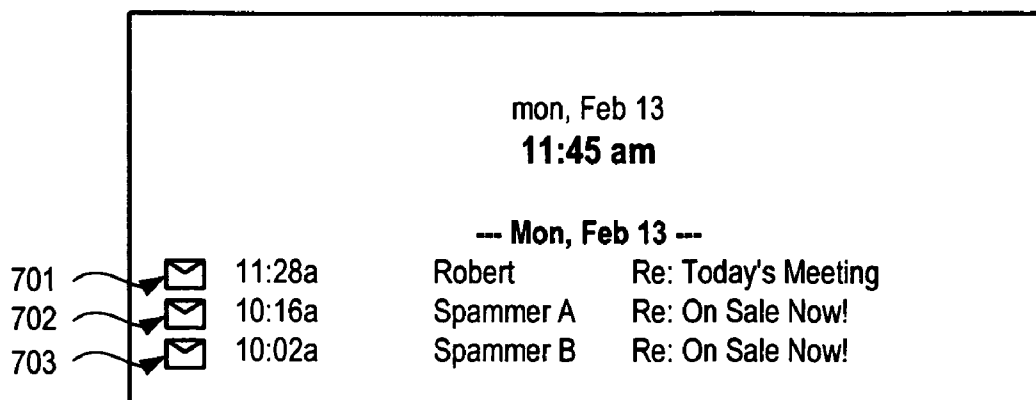 mon, Feb 13
11:45 am
--- Mon, Feb 13 ---
701 11:28a Robert Re: Today's Meeting
702 10:16a Spammer A Re: On Sale Now!
703 10:02a Spammer B Re: On Sale Now!